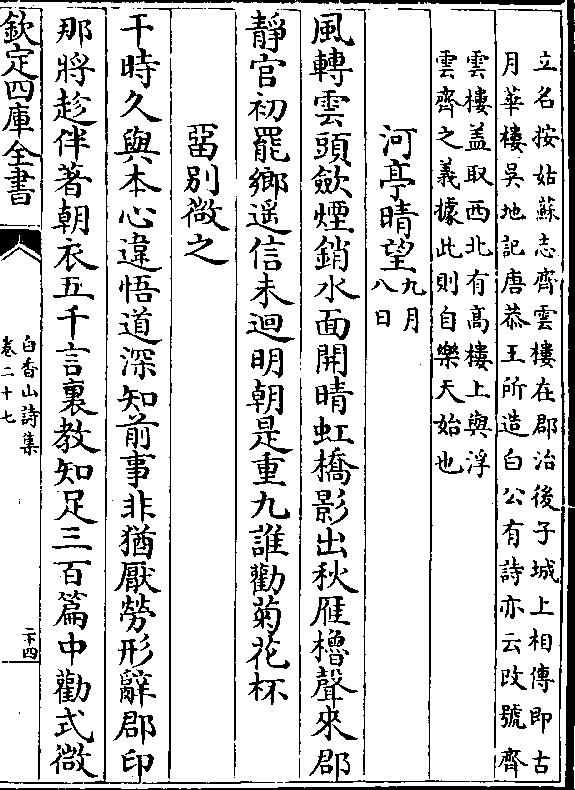 立名按姑蘇志齊雲樓在郡治後子城上相傳即古
月華樓吳地記唐恭王所造白公有詩亦云改號齊
雲樓盖取西北有髙樓上與浮
雲齊之義據此則自樂天始也
河亭晴望九月八日
風轉雲頭斂煙銷水面開晴虹橋影出秋雁櫓聲來郡
靜官初罷鄉遥信未迴明朝是重九誰勸菊花杯
留別微之
干時久與本心違悟道深知前事非猶厭勞形辭郡印
那將趁伴著朝衣五千言裏教知足三百篇中勸式微
欽定四庫全書
白香山詩集
卷二十七
二十四